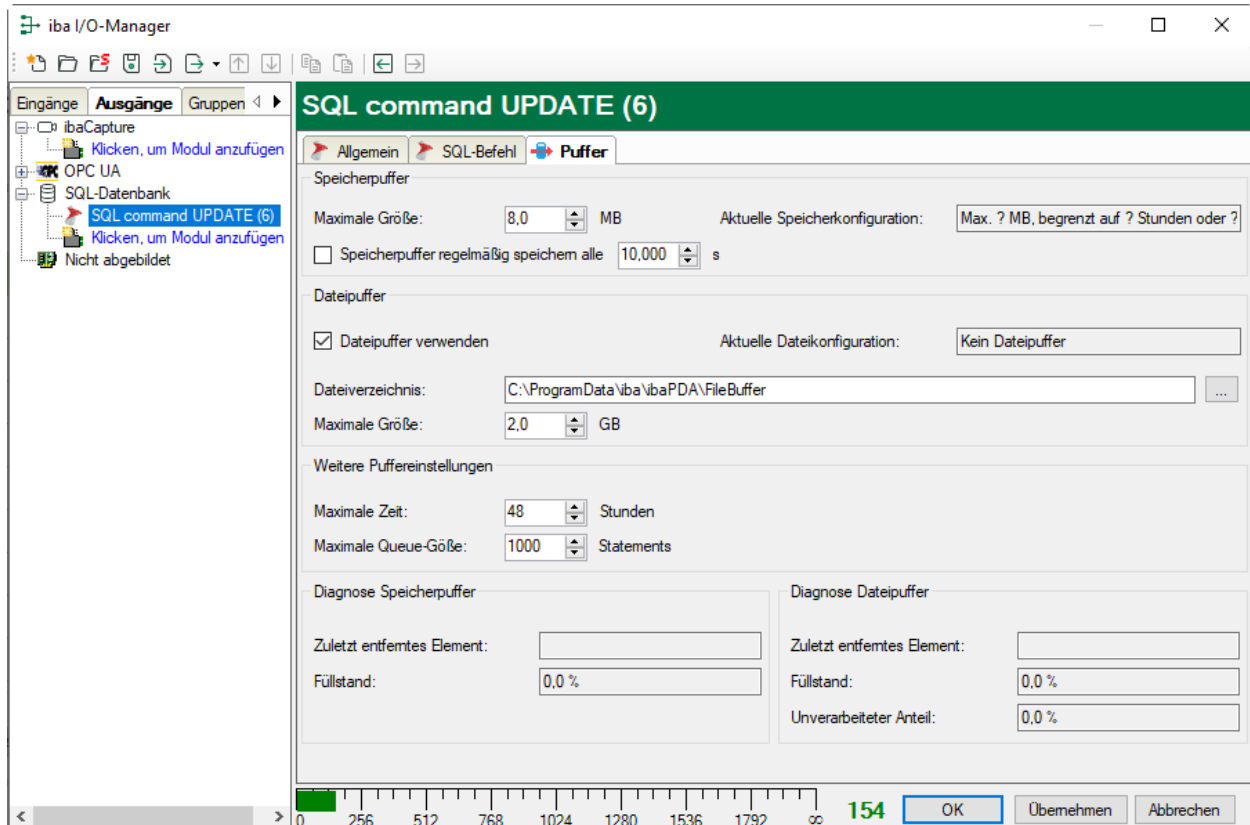 iba I/O-Manager
Eingänge Ausgänge Gruppen
ibaCapture
Klicken, um Modul anzufügen
OPC UA
SQL-Datenbank
SQL command UPDATE (6)
Klicken, um Modul anzufügen
Nicht abgebildet
SQL command UPDATE (6)
Allgemein SQL-Befehl Puffer
Speicherpuffer
Maximale Größe: 8,0 MB Aktuelle Speicherkonfiguration: Max. ? MB, begrenzt auf ? Stunden oder ?
Speicherpuffer regelmäßig speichern alle 10,000 s
Dateipuffer
Dateipuffer verwenden Aktuelle Dateikonfiguration: Kein Dateipuffer
Dateiverzeichnis: C:\ProgramData\iba\ibaPDA\FileBuffer ...
Maximale Größe: 2,0 GB
Weitere Puffereinstellungen
Maximale Zeit: 48 Stunden
Maximale Queue-Göße: 1000 Statements
Diagnose Speicherpuffer
Zuletzt entferntes Element:
Füllstand: 0,0 %
Diagnose Dateipuffer
Zuletzt entferntes Element:
Füllstand: 0,0 %
Unverarbeiteter Anteil: 0,0 %
0 256 512 768 1024 1280 1536 1792 ∞
154 OK Übernehmen Abbrechen